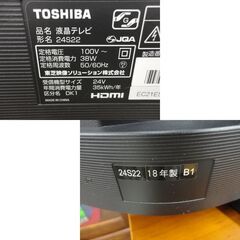 TOSHIBA
品名 液晶テレビ
形名 24S22
定格電圧 100V~
定格消費電力 38W
定格周波数 50/60Hz
東芝映像ソリューション株式会社
受信機型サイズ 24V
年間消費電力量 35kWh/年
区分名 DK1
MADE IN CHINA
HDMI
JQA
製造番
24S22 18年製 B1